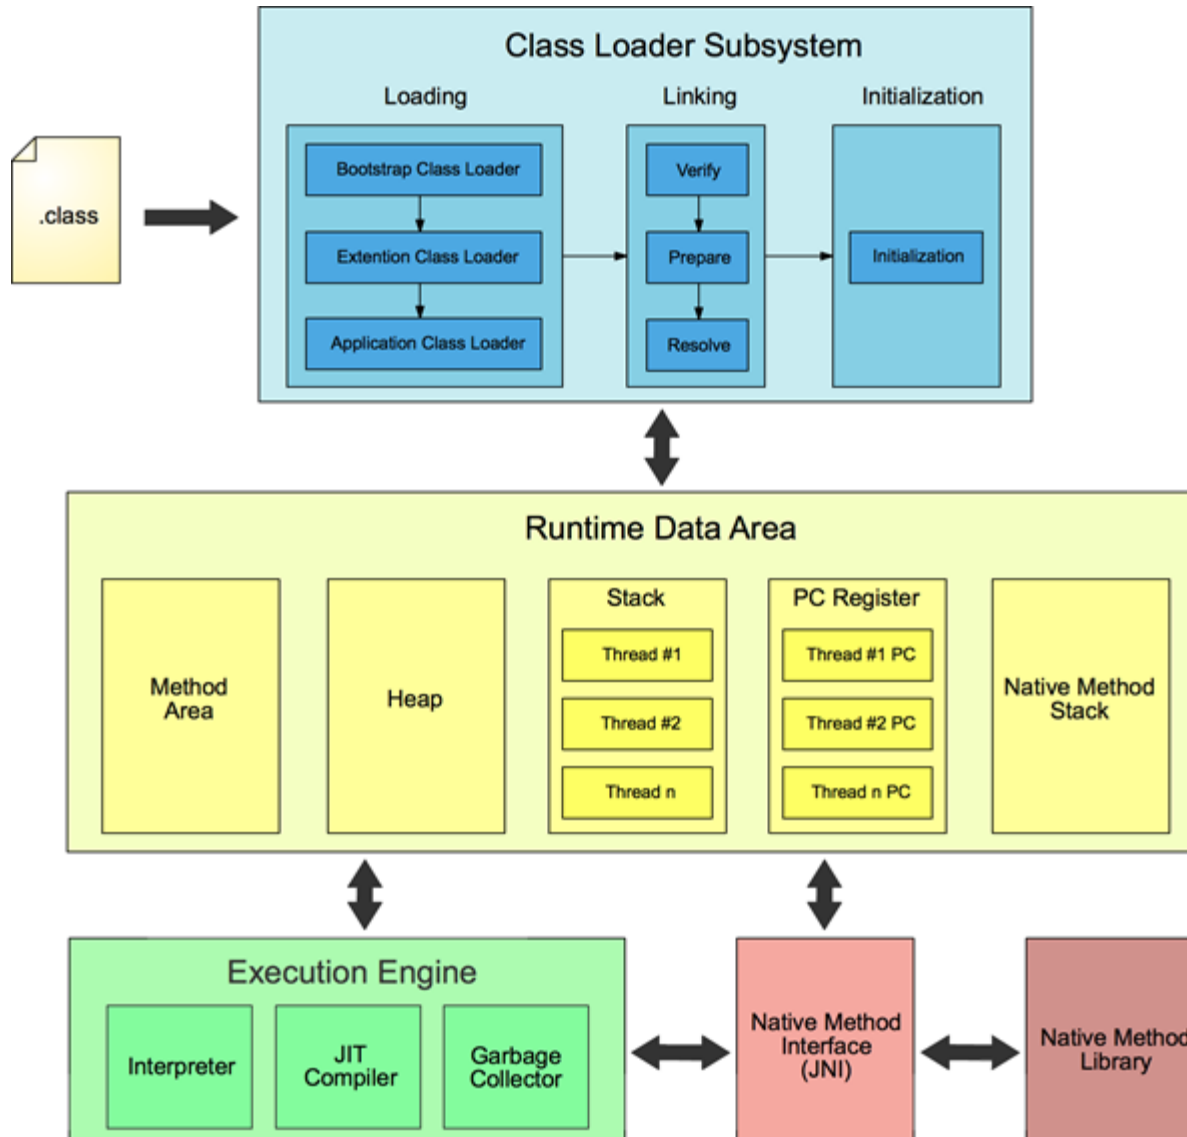 Class Loader Subsystem
Loading
Linking
Initialization
.class
Bootstrap Class Loader
Extention Class Loader
Application Class Loader
Verify
Prepare
Resolve
Initialization
Runtime Data Area
Method
Area
Heap
Stack
Thread #1
Thread #2
Thread n
PC Register
Thread #1 PC
Thread #2 PC
Thread n PC
Native Method
Stack
Execution Engine
Interpreter
JIT
Compiler
Garbage
Collector
Native Method
Interface
(JNI)
Native Method
Library